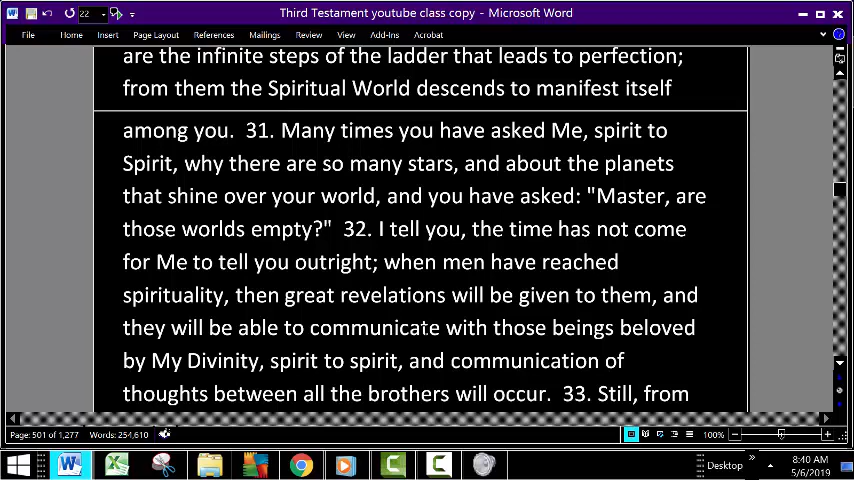 22
Third Testament youtube class copy - Microsoft Word
File Home Insert Page Layout References Mailings Review View Add-Ins Acrobat
are the infinite steps of the ladder that leads to perfection;
from them the Spiritual World descends to manifest itself
among you.  31. Many times you have asked Me, spirit to
Spirit, why there are so many stars, and about the planets
that shine over your world, and you have asked: "Master, are
those worlds empty?"  32. I tell you, the time has not come
for Me to tell you outright; when men have reached
spirituality, then great revelations will be given to them, and
they will be able to communicate with those beings beloved
by My Divinity, spirit to spirit, and communication of
thoughts between all the brothers will occur.  33. Still, from
Page: 501 of 1,277 Words: 254,610 100%
Desktop » 8:40 AM
5/6/2019